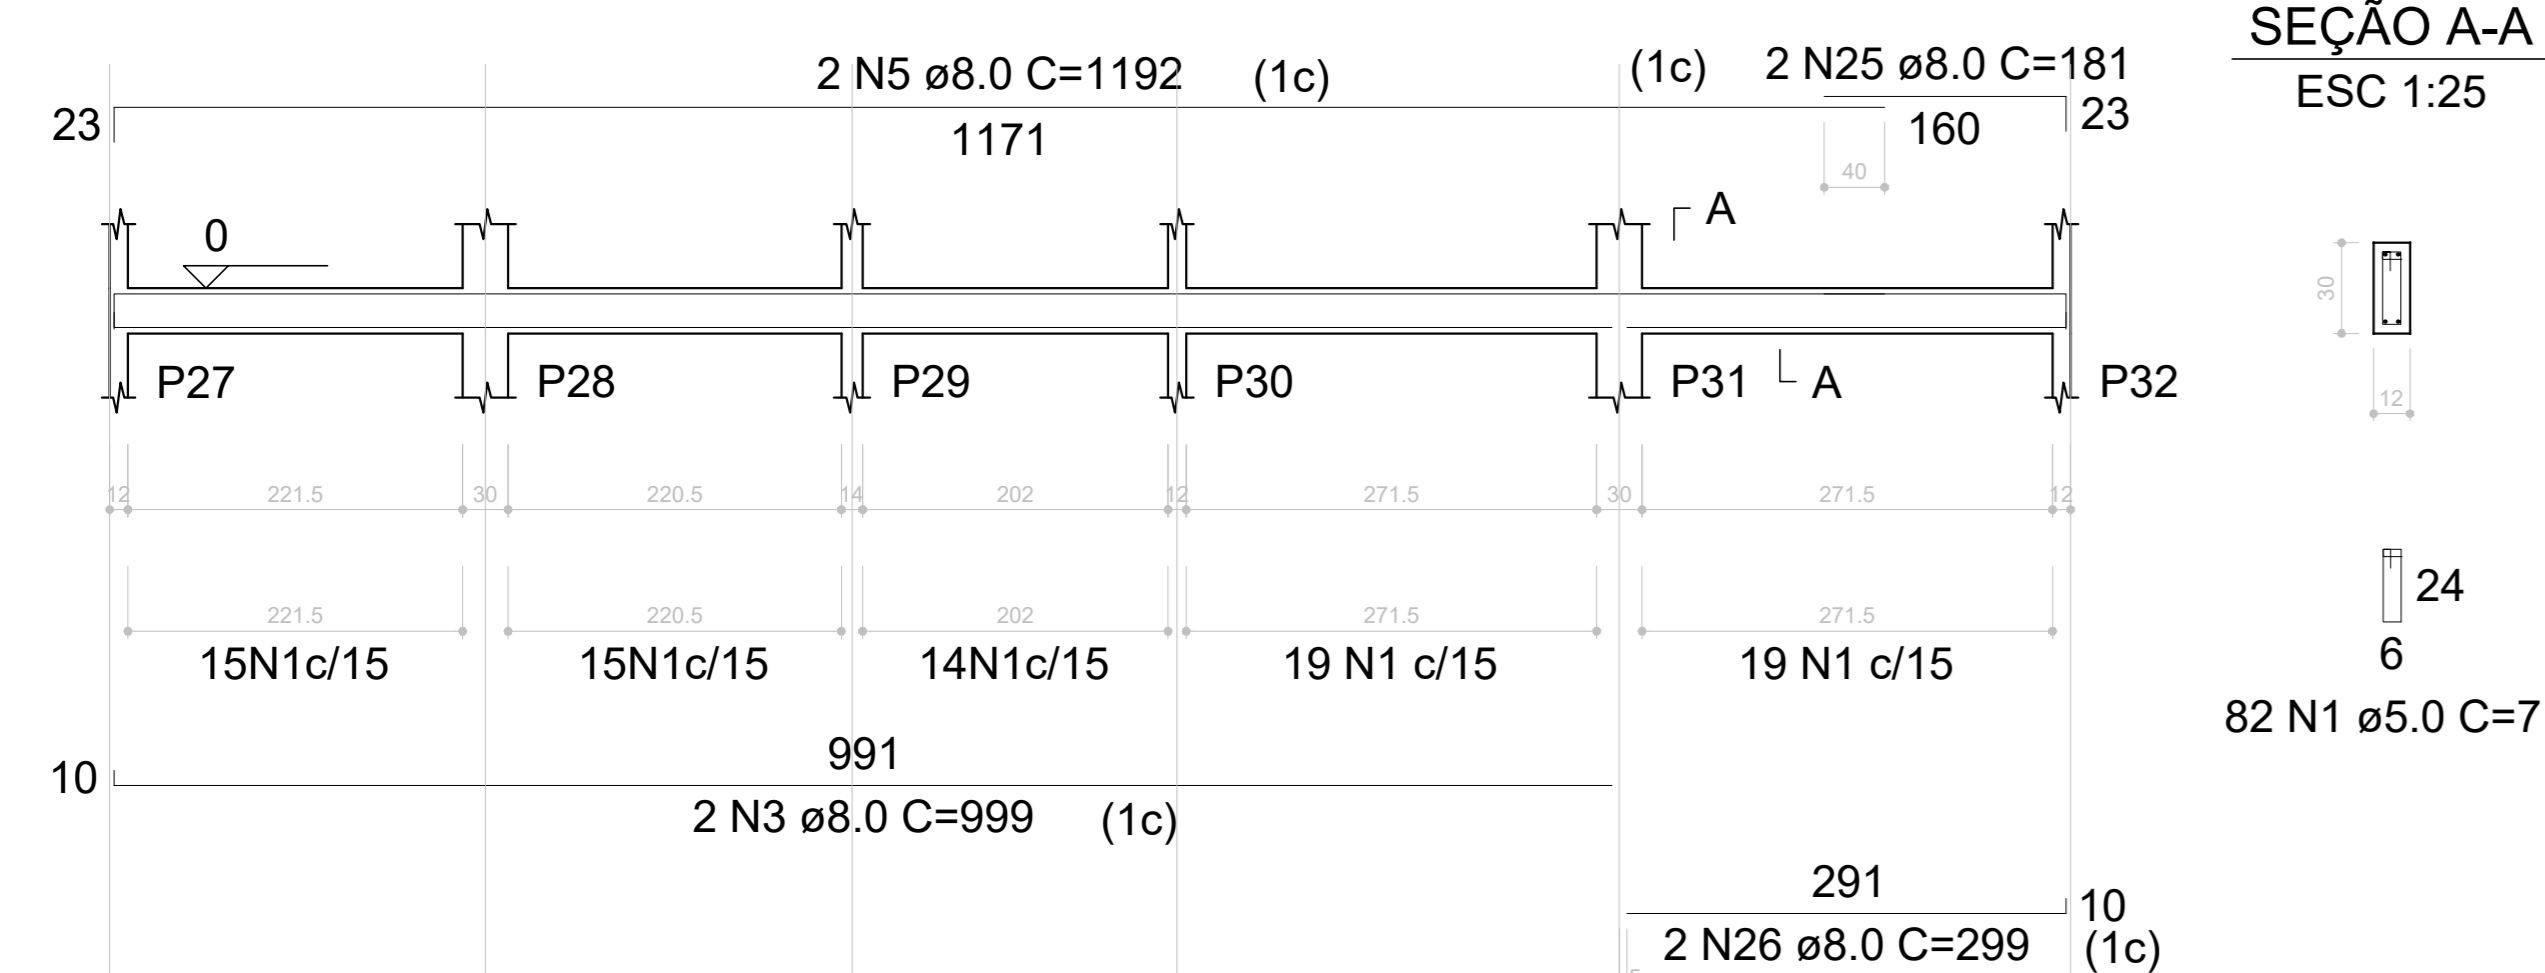 SEÇÃO A-A
ESC 1:25
2 N5 ø8.0 C=1192 (1c)
(1c) 2 N25 ø8.0 C=181
23
1171
160
23
40
A
0
30
P27
P28
P29
P30
P31
A
P32
12
12
221.5
30
220.5
14
202
12
271.5
30
271.5
12
24
6
221.5
220.5
202
271.5
271.5
15N1c/15
15N1c/15
14N1c/15
19 N1 c/15
19 N1 c/15
82 N1 ø5.0 C=7
991
10
2 N3 ø8.0 C=999 (1c)
291
10
2 N26 ø8.0 C=299 (1c)